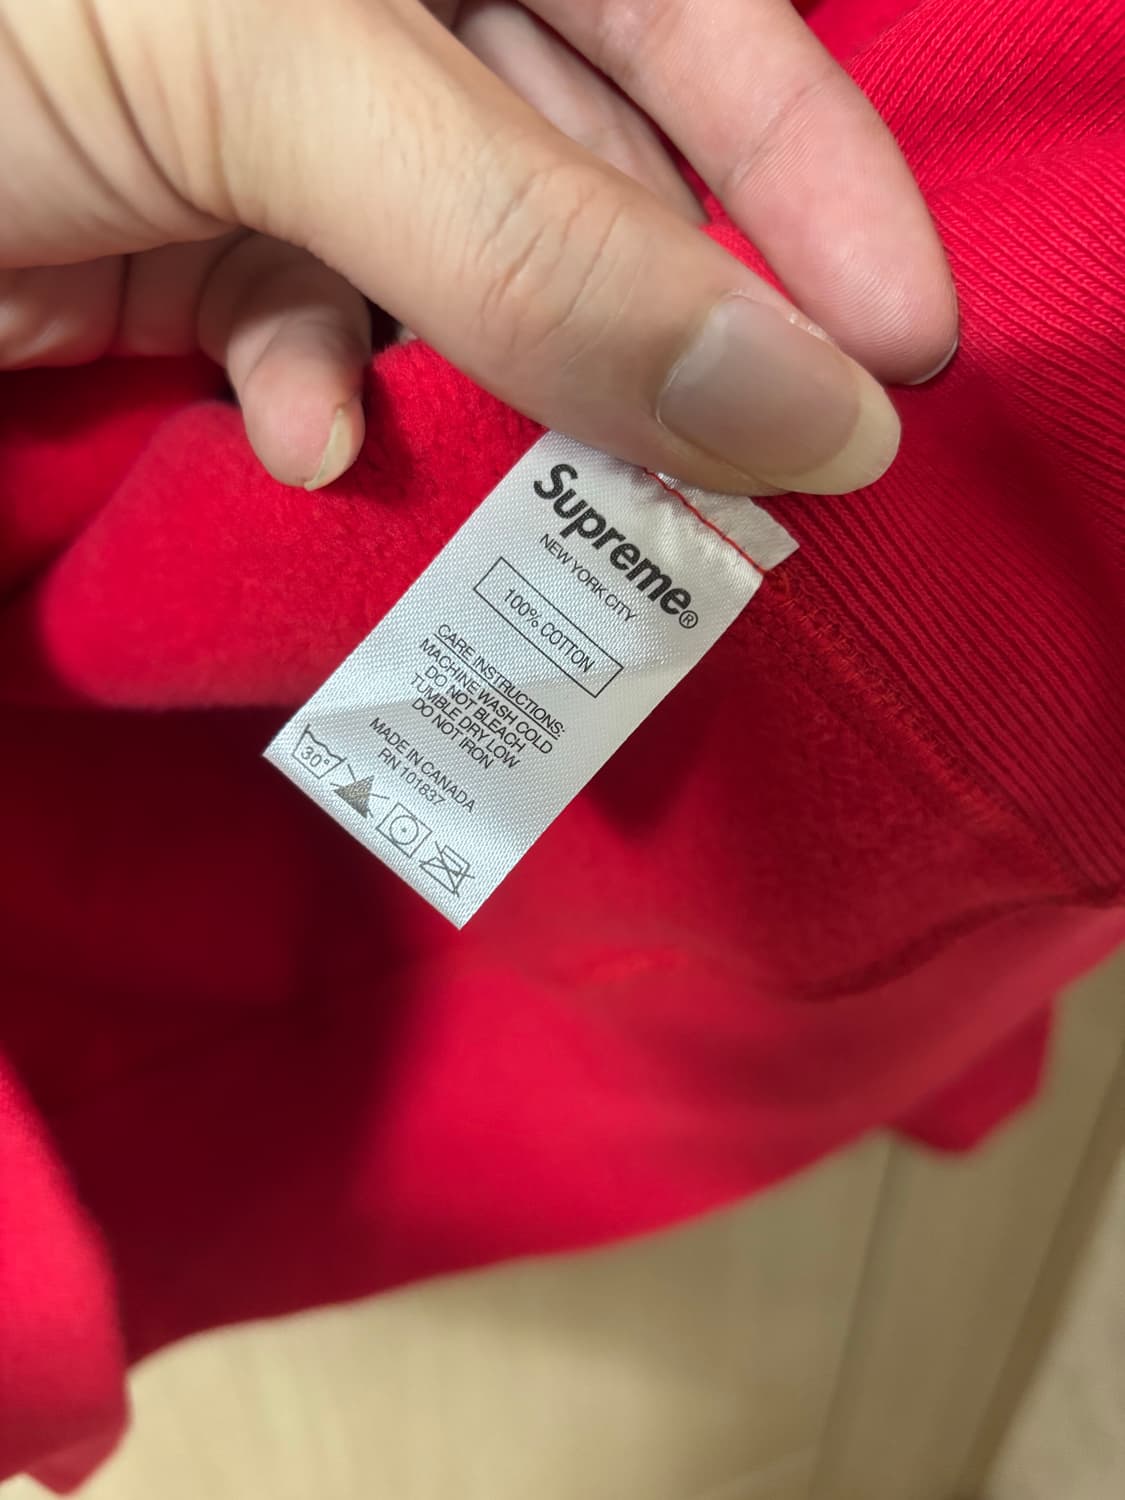 Supreme®
NEW YORK CITY
100% COTTON
CARE INSTRUCTIONS:
MACHINE WASH COLD
DO NOT BLEACH
TUMBLE DRY LOW
DO NOT IRON
MADE IN CANADA
RN 101837
30°